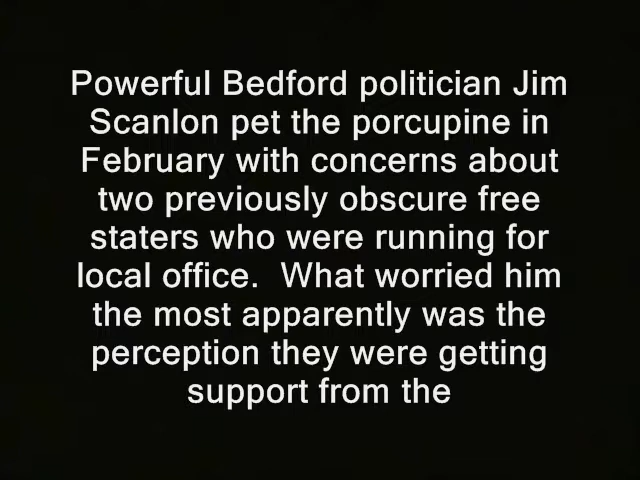 Powerful Bedford politician Jim
Scanlon pet the porcupine in
February with concerns about
two previously obscure free
staters who were running for
local office.  What worried him
the most apparently was the
perception they were getting
support from the